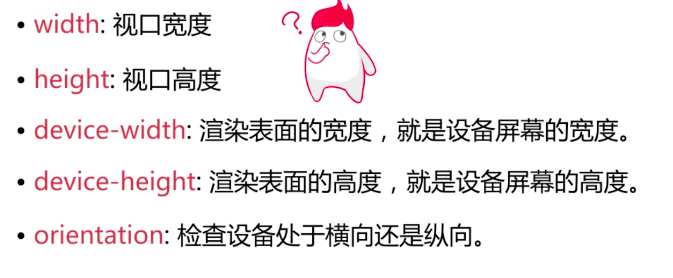 • width: 视口宽度
• height: 视口高度
• device-width: 渲染表面的宽度，就是设备屏幕的宽度。
• device-height: 渲染表面的高度，就是设备屏幕的高度。
• orientation: 检查设备处于横向还是纵向。